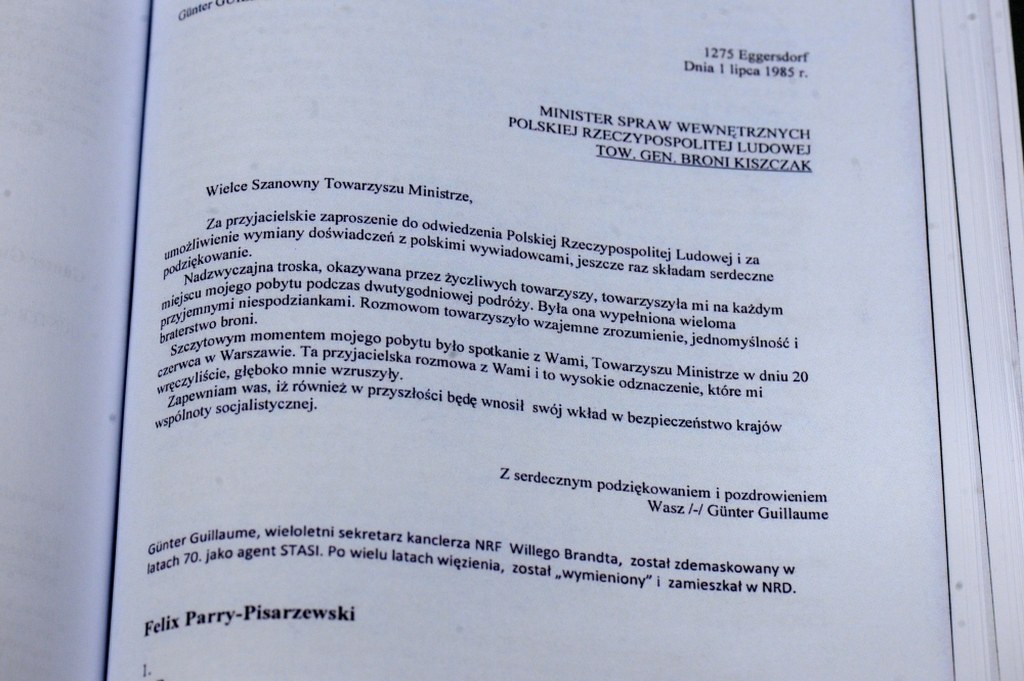 Günter
1275 Eggersdorf
Dnia 1 lipca 1985 r.
MINISTER SPRAW WEWNĘTRZNYCH
POLSKIEJ RZECZYPOSPOLITEJ LUDOWEJ
TOW. GEN. BRONI KISZCZAK
Wielce Szanowny Towarzyszu Ministrze,
Za przyjacielskie zaproszenie do odwiedzenia Polskiej Rzeczypospolitej Ludowej i za
umożliwienie wymiany doświadczeń z polskimi wywiadowcami, jeszcze raz składam serdeczne
podziękowanie.
Nadzwyczajna troska, okazywana przez życzliwych towarzyszy, towarzyszyła mi na każdym
miejscu mojego pobytu podczas dwutygodniowej podróży. Była ona wypełniona wieloma
przyjemnymi niespodziankami. Rozmowom towarzyszyło wzajemne zrozumienie, jednomyślność i
braterstwo broni.
Szczytowym momentem mojego pobytu było spotkanie z Wami, Towarzyszu Ministrze w dniu 20
czerwca w Warszawie. Ta przyjacielska rozmowa z Wami i to wysokie odznaczenie, które mi
wręczyliście, głęboko mnie wzruszyły.
Zapewniam was, iż również w przyszłości będę wnosił swój wkład w bezpieczeństwo krajów
wspólnoty socjalistycznej.
Z serdecznym podziękowaniem i pozdrowieniem
Wasz /-/ Günter Guillaume
Günter Guillaume, wieloletni sekretarz kanclerza NRF Willego Brandta, został zdemaskowany w
latach 70. jako agent STASI. Po wielu latach więzienia, został „wymieniony” i zamieszkał w NRD.
Felix Parry-Pisarzewski
I.